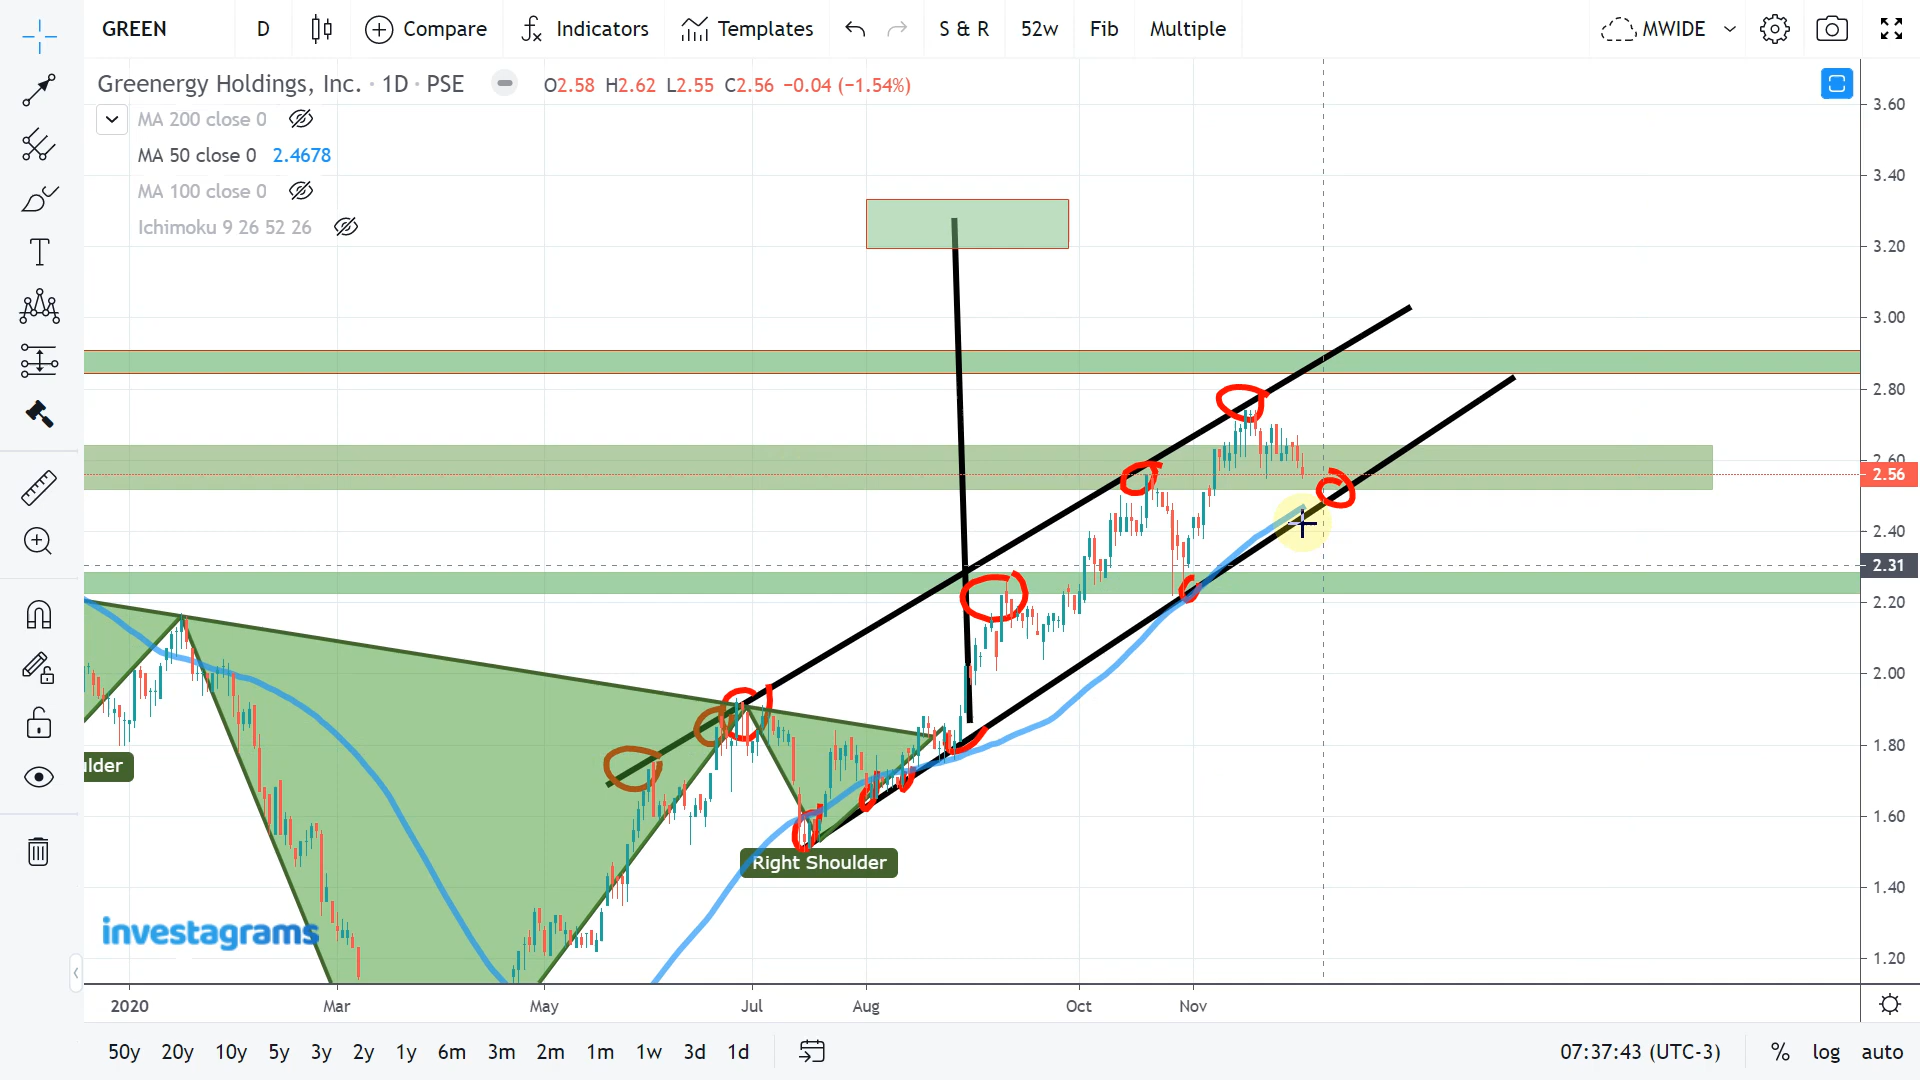 GREEN D Compare Indicators Templates S & R 52w Fib Multiple MWIDE
Greenergy Holdings, Inc. · 1D · PSE O2.58 H2.62 L2.55 C2.56 −0.04 (−1.54%)
MA 200 close 0
MA 50 close 0 2.4678
MA 100 close 0
Ichimoku 9 26 52 26
3.60
3.40
3.20
3.00
2.80
2.60
2.56
2.40
2.31
2.20
2.00
1.80
ulder
1.60
Right Shoulder
1.40
investagrams
1.20
2020 Mar May Jul Aug Oct Nov
50y 20y 10y 5y 3y 2y 1y 6m 3m 2m 1m 1w 3d 1d 07:37:43 (UTC-3) % log auto